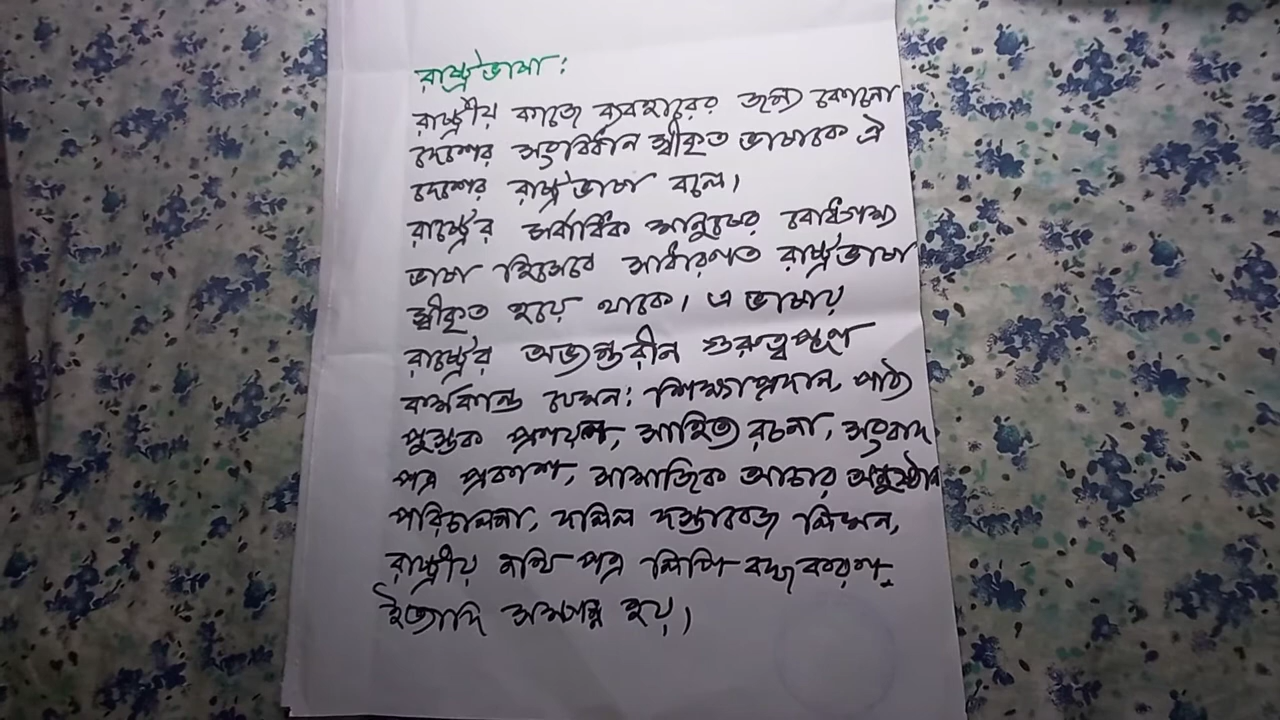 রাষ্ট্রভাষা:
রাষ্ট্রীয় কাজে ব্যবহারের জন্য কোনো
দেশের সংবিধান স্বীকৃত ভাষাকে ঐ
দেশের রাষ্ট্রভাষা বলে।
রাষ্ট্রের সর্বাধিক মানুষের বোধগম্য
ভাষা হিসেবে সাধারণত রাষ্ট্রভাষা
স্বীকৃত হয়ে থাকে। এ ভাষায়
রাষ্ট্রের অভ্যন্তরীন গুরুত্বপূর্ণ
কর্মকান্ড যেমন: শিক্ষাপ্রদান, পাঠ্য
পুস্তক প্রণয়ন, সাহিত্য রচনা, সংবাদ
পত্র প্রকাশ, সামাজিক আচার অনুষ্ঠান
পরিচালনা, দলিল দস্তাবেজ লিখন,
রাষ্ট্রীয় নথি পত্র লিপি বদ্ধ করণ,
ইত্যাদি সম্পন্ন হয়।